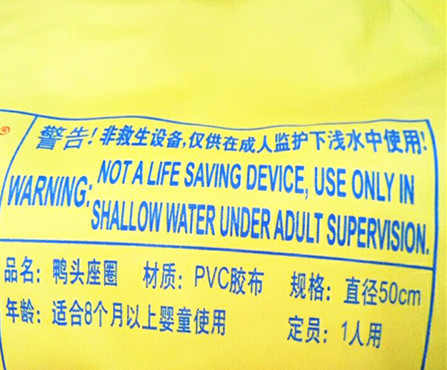 ®
警告!非救生设备,仅供在成人监护下浅水中使用!
WARNING: NOT A LIFE SAVING DEVICE, USE ONLY IN
SHALLOW WATER UNDER ADULT SUPERVISION.
品名: 鸭头座圈 材质: PVC胶布 规格: 直径50cm
年龄: 适合8个月以上婴童使用 定员: 1人用